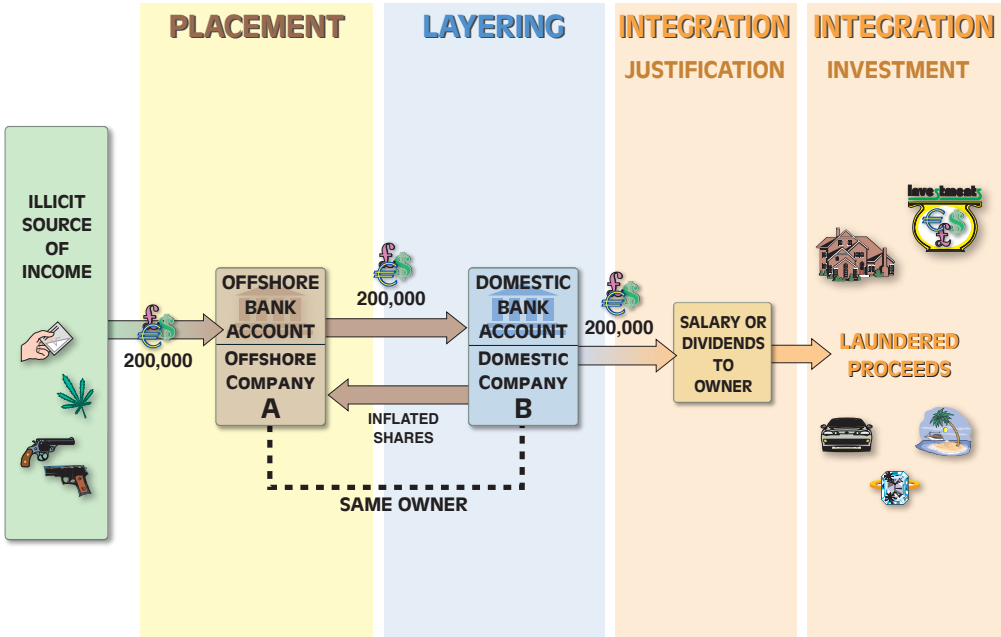 PLACEMENT
LAYERING
INTEGRATION
JUSTIFICATION
INTEGRATION
INVESTMENT
ILLICIT
SOURCE
OF
INCOME
£
€$
200,000
OFFSHORE
BANK
ACCOUNT
OFFSHORE
COMPANY
A
£
€$
200,000
INFLATED
SHARES
DOMESTIC
BANK
ACCOUNT
DOMESTIC
COMPANY
B
SAME OWNER
£
€$
200,000
SALARY OR
DIVIDENDS
TO
OWNER
Investments
€$
£
LAUNDERED
PROCEEDS